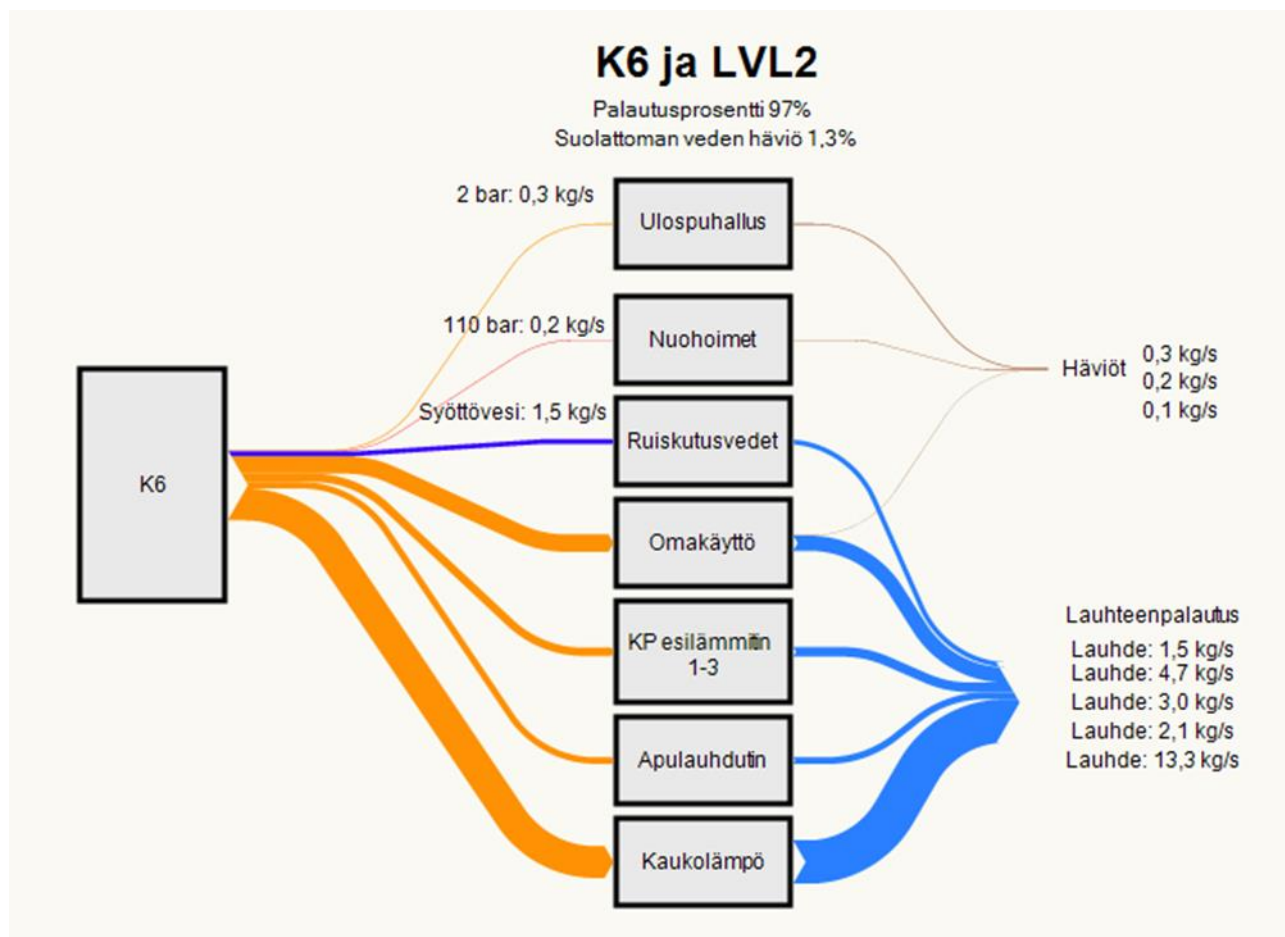 K6 ja LVL2
Palautusprosentti 97%
Suolattoman veden häviö 1,3%
2 bar: 0,3 kg/s
Ulospuhallus
110 bar: 0,2 kg/s
Nuohoimet
Häviöt
0,3 kg/s
0,2 kg/s
0,1 kg/s
Syöttövesi: 1,5 kg/s
Ruiskutusvedet
K6
Omakäyttö
KP esilämmitin
1-3
Apulauhdutin
Kaukolämpö
Lauhteenpalautus
Lauhde: 1,5 kg/s
Lauhde: 4,7 kg/s
Lauhde: 3,0 kg/s
Lauhde: 2,1 kg/s
Lauhde: 13,3 kg/s